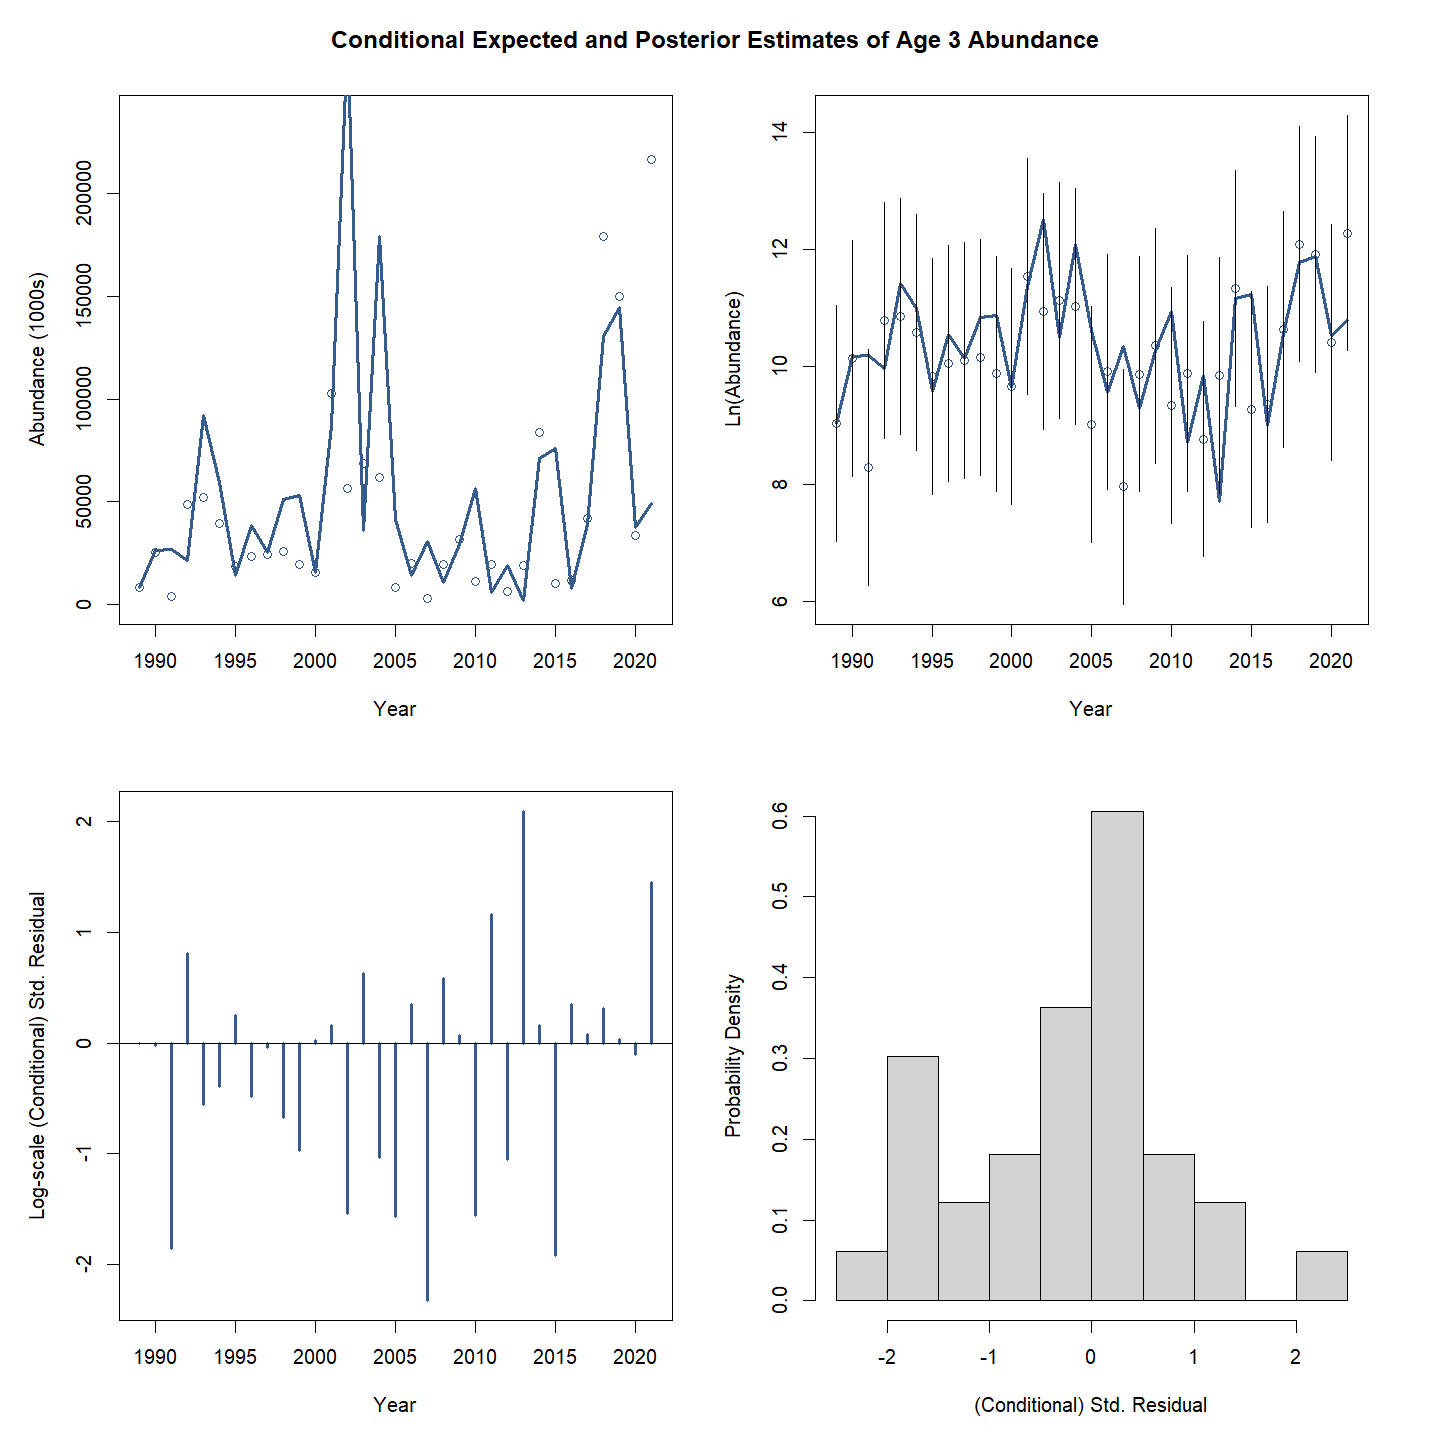 Conditional Expected and Posterior Estimates of Age 3 Abundance
Abundance (1000s)
200000
150000
100000
50000
0
1990 1995 2000 2005 2010 2015 2020
Year
Ln(Abundance)
14
12
10
8
6
1990 1995 2000 2005 2010 2015 2020
Year
Log-scale (Conditional) Std. Residual
2
1
0
-1
-2
1990 1995 2000 2005 2010 2015 2020
Year
Probability Density
0.6
0.5
0.4
0.3
0.2
0.1
0.0
-2 -1 0 1 2
(Conditional) Std. Residual